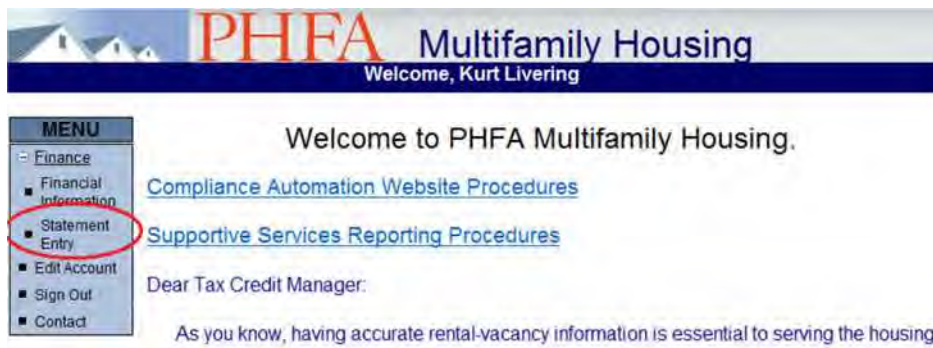 PHFA Multifamily Housing
Welcome, Kurt Livering
MENU
Finance
Financial
Information
Statement
Entry
Edit Account
Sign Out
Contact
Welcome to PHFA Multifamily Housing.
Compliance Automation Website Procedures
Supportive Services Reporting Procedures
Dear Tax Credit Manager:
As you know, having accurate rental-vacancy information is essential to serving the housing